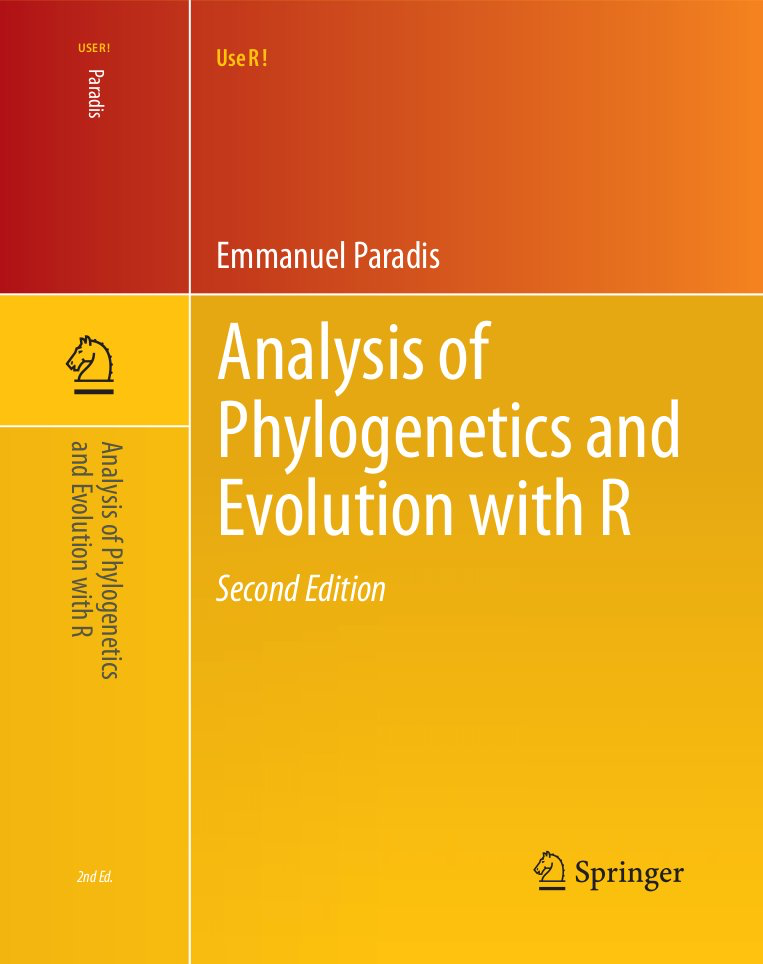 USER!
Paradis
Analysis of Phylogenetics
and Evolution with R
2nd Ed.
Use R!
Emmanuel Paradis
Analysis of
Phylogenetics and
Evolution with R
Second Edition
Springer